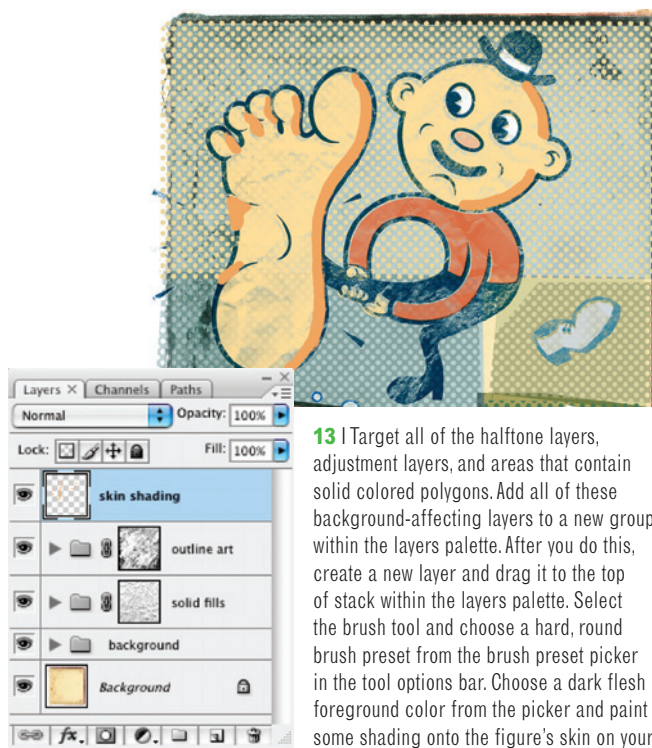 Layers × Channels Paths
Normal Opacity: 100%
Lock: Fill: 100%
skin shading
outline art
solid fills
background
Background
fx.
13 | Target all of the halftone layers,
adjustment layers, and areas that contain
solid colored polygons. Add all of these
background-affecting layers to a new group
within the layers palette. After you do this,
create a new layer and drag it to the top
of stack within the layers palette. Select
the brush tool and choose a hard, round
brush preset from the brush preset picker
in the tool options bar. Choose a dark flesh
foreground color from the picker and paint
some shading onto the figure's skin on your